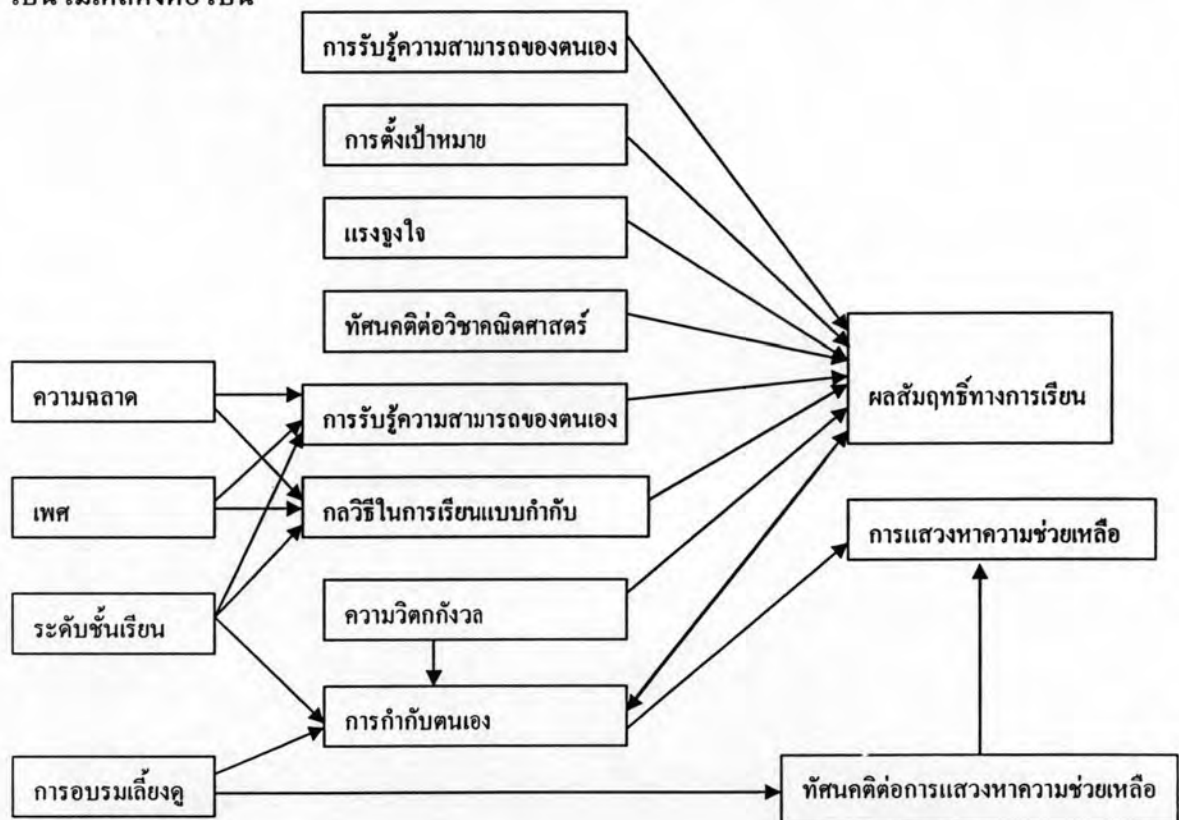 การรับรู้ความสามารถของตนเอง
การตั้งเป้าหมาย
แรงจูงใจ
ทัศนคติต่อวิชาคณิตศาสตร์
ความฉลาด
การรับรู้ความสามารถของตนเอง
ผลสัมฤทธิ์ทางการเรียน
เพศ
กลวิธีในการเรียนแบบกำกับ
การแสวงหาความช่วยเหลือ
ระดับชั้นเรียน
ความวิตกกังวล
การกำกับตนเอง
การอบรมเลี้ยงดู
ทัศนคติต่อการแสวงหาความช่วยเหลือ